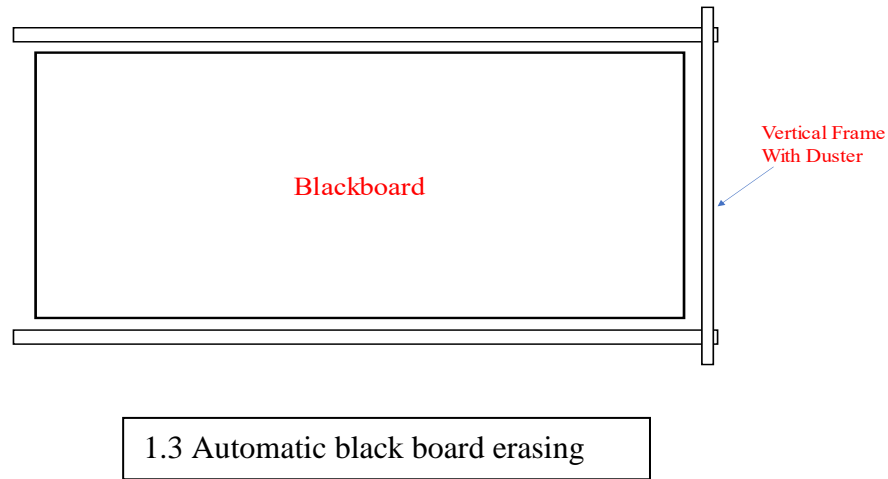 Vertical Frame
With Duster
Blackboard
1.3 Automatic black board erasing